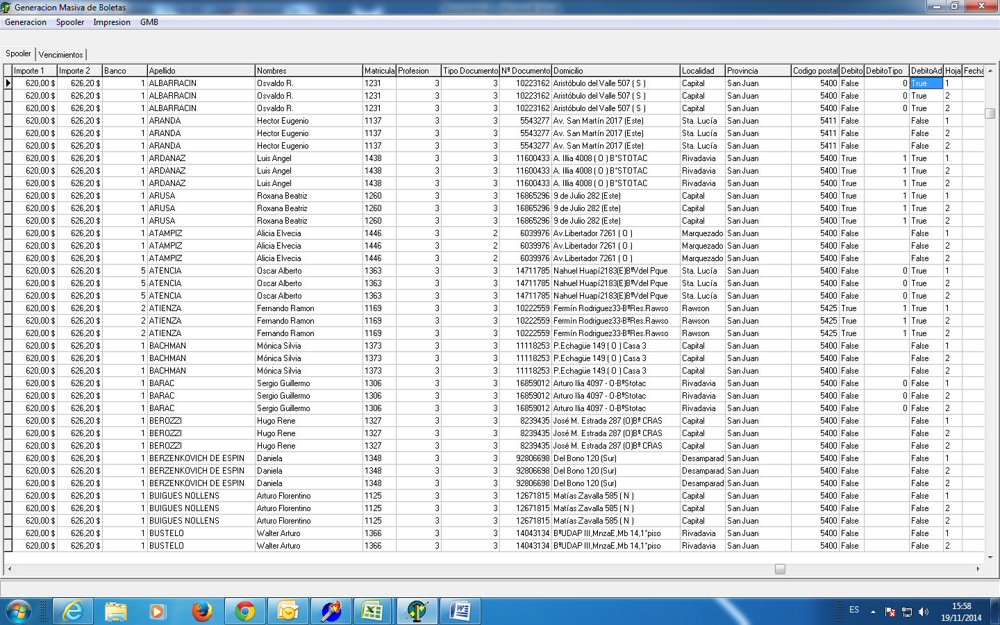 Generacion Masiva de Boletas
Generacion Spooler Impresion GMB
Spooler Vencimientos
Importe 1 Importe 2 Banco Apellido Nombres Matricula Profesion Tipo Documento Nº Documento Domicilio Localidad Provincia Codigo postal Debito DebitoTipo DebitoAd Hoja Fecha
620,00 $ 626,20 $ 1 ALBARRACIN Osvaldo R. 1231 3 3 10223162 Aristóbulo del Valle 507 ( S ) Capital San Juan 5400 False 0 True 1
620,00 $ 626,20 $ 1 ALBARRACIN Osvaldo R. 1231 3 3 10223162 Aristóbulo del Valle 507 ( S ) Capital San Juan 5400 False 0 True 2
620,00 $ 626,20 $ 1 ALBARRACIN Osvaldo R. 1231 3 3 10223162 Aristóbulo del Valle 507 ( S ) Capital San Juan 5400 False 0 True 2
620,00 $ 626,20 $ 1 ARANDA Hector Eugenio 1137 3 3 5543277 Av. San Martín 2017 (Este) Sta. Lucía San Juan 5411 False False 1
620,00 $ 626,20 $ 1 ARANDA Hector Eugenio 1137 3 3 5543277 Av. San Martín 2017 (Este) Sta. Lucía San Juan 5411 False False 2
620,00 $ 626,20 $ 1 ARANDA Hector Eugenio 1137 3 3 5543277 Av. San Martín 2017 (Este) Sta. Lucía San Juan 5411 False False 2
620,00 $ 626,20 $ 1 ARDANAZ Luis Angel 1438 3 3 11600433 A. Illia 4008 ( O ) B°STOTAC Rivadavia San Juan 5400 True 1 True 1
620,00 $ 626,20 $ 1 ARDANAZ Luis Angel 1438 3 3 11600433 A. Illia 4008 ( O ) B°STOTAC Rivadavia San Juan 5400 True 1 True 2
620,00 $ 626,20 $ 1 ARDANAZ Luis Angel 1438 3 3 11600433 A. Illia 4008 ( O ) B°STOTAC Rivadavia San Juan 5400 True 1 True 2
620,00 $ 626,20 $ 1 ARUSA Roxana Beatriz 1260 3 3 16865296 9 de Julio 282 (Este) Capital San Juan 5400 True 1 True 1
620,00 $ 626,20 $ 1 ARUSA Roxana Beatriz 1260 3 3 16865296 9 de Julio 282 (Este) Capital San Juan 5400 True 1 True 2
620,00 $ 626,20 $ 1 ARUSA Roxana Beatriz 1260 3 3 16865296 9 de Julio 282 (Este) Capital San Juan 5400 True 1 True 2
620,00 $ 626,20 $ 1 ATAMPIZ Alicia Elvecia 1446 3 2 6039976 Av.Libertador 7261 ( O ) Marquezado San Juan 5400 False False 1
620,00 $ 626,20 $ 1 ATAMPIZ Alicia Elvecia 1446 3 2 6039976 Av.Libertador 7261 ( O ) Marquezado San Juan 5400 False False 2
620,00 $ 626,20 $ 1 ATAMPIZ Alicia Elvecia 1446 3 2 6039976 Av.Libertador 7261 ( O ) Marquezado San Juan 5400 False False 2
620,00 $ 626,20 $ 5 ATENCIA Oscar Alberto 1363 3 3 14711785 Nahuel Huapí2183(E)BºVdel Pque Sta. Lucía San Juan 5400 False 0 True 1
620,00 $ 626,20 $ 5 ATENCIA Oscar Alberto 1363 3 3 14711785 Nahuel Huapí2183(E)BºVdel Pque Sta. Lucía San Juan 5400 False 0 True 2
620,00 $ 626,20 $ 5 ATENCIA Oscar Alberto 1363 3 3 14711785 Nahuel Huapí2183(E)BºVdel Pque Sta. Lucía San Juan 5400 False 0 True 2
620,00 $ 626,20 $ 2 ATIENZA Fernando Ramon 1169 3 3 10222559 Fermín Rodriguez33-BºRes.Rawso Rawson San Juan 5425 True 1 True 1
620,00 $ 626,20 $ 2 ATIENZA Fernando Ramon 1169 3 3 10222559 Fermín Rodriguez33-BºRes.Rawso Rawson San Juan 5425 True 1 True 2
620,00 $ 626,20 $ 2 ATIENZA Fernando Ramon 1169 3 3 10222559 Fermín Rodriguez33-BºRes.Rawso Rawson San Juan 5425 True 1 True 2
620,00 $ 626,20 $ 1 BACHMAN Mónica Silvia 1373 3 3 11118253 P.Echagüe 149 ( O ) Casa 3 Capital San Juan 5400 False False 1
620,00 $ 626,20 $ 1 BACHMAN Mónica Silvia 1373 3 3 11118253 P.Echagüe 149 ( O ) Casa 3 Capital San Juan 5400 False False 2
620,00 $ 626,20 $ 1 BACHMAN Mónica Silvia 1373 3 3 11118253 P.Echagüe 149 ( O ) Casa 3 Capital San Juan 5400 False False 2
620,00 $ 626,20 $ 1 BARAC Sergio Guillermo 1306 3 3 16859012 Arturo Ilia 4097 - O-BºStotac Rivadavia San Juan 5400 False 0 False 1
620,00 $ 626,20 $ 1 BARAC Sergio Guillermo 1306 3 3 16859012 Arturo Ilia 4097 - O-BºStotac Rivadavia San Juan 5400 False 0 False 2
620,00 $ 626,20 $ 1 BARAC Sergio Guillermo 1306 3 3 16859012 Arturo Ilia 4097 - O-BºStotac Rivadavia San Juan 5400 False 0 False 2
620,00 $ 626,20 $ 1 BEROZZI Hugo Rene 1327 3 3 8239435 José M. Estrada 287 (O)Bº CRAS Capital San Juan 5400 False False 1
620,00 $ 626,20 $ 1 BEROZZI Hugo Rene 1327 3 3 8239435 José M. Estrada 287 (O)Bº CRAS Capital San Juan 5400 False False 2
620,00 $ 626,20 $ 1 BEROZZI Hugo Rene 1327 3 3 8239435 José M. Estrada 287 (O)Bº CRAS Capital San Juan 5400 False False 2
620,00 $ 626,20 $ 1 BERZENKOVICH DE ESPIN Daniela 1348 3 3 92806698 Del Bono 120 (Sur) Desamparad San Juan 5400 False False 1
620,00 $ 626,20 $ 1 BERZENKOVICH DE ESPIN Daniela 1348 3 3 92806698 Del Bono 120 (Sur) Desamparad San Juan 5400 False False 2
620,00 $ 626,20 $ 1 BERZENKOVICH DE ESPIN Daniela 1348 3 3 92806698 Del Bono 120 (Sur) Desamparad San Juan 5400 False False 2
620,00 $ 626,20 $ 1 BUIGUES NOLLENS Arturo Florentino 1125 3 3 12671815 Matías Zavalla 585 ( N ) Capital San Juan 5400 False False 1
620,00 $ 626,20 $ 1 BUIGUES NOLLENS Arturo Florentino 1125 3 3 12671815 Matías Zavalla 585 ( N ) Capital San Juan 5400 False False 2
620,00 $ 626,20 $ 1 BUIGUES NOLLENS Arturo Florentino 1125 3 3 12671815 Matías Zavalla 585 ( N ) Capital San Juan 5400 False False 2
620,00 $ 626,20 $ 1 BUSTELO Walter Arturo 1366 3 3 14043134 BºUDAP III,MnzaE,Mb 14,1°piso Rivadavia San Juan 5400 False False 1
620,00 $ 626,20 $ 1 BUSTELO Walter Arturo 1366 3 3 14043134 BºUDAP III,MnzaE,Mb 14,1°piso Rivadavia San Juan 5400 False False 2
ES
15:58
19/11/2014